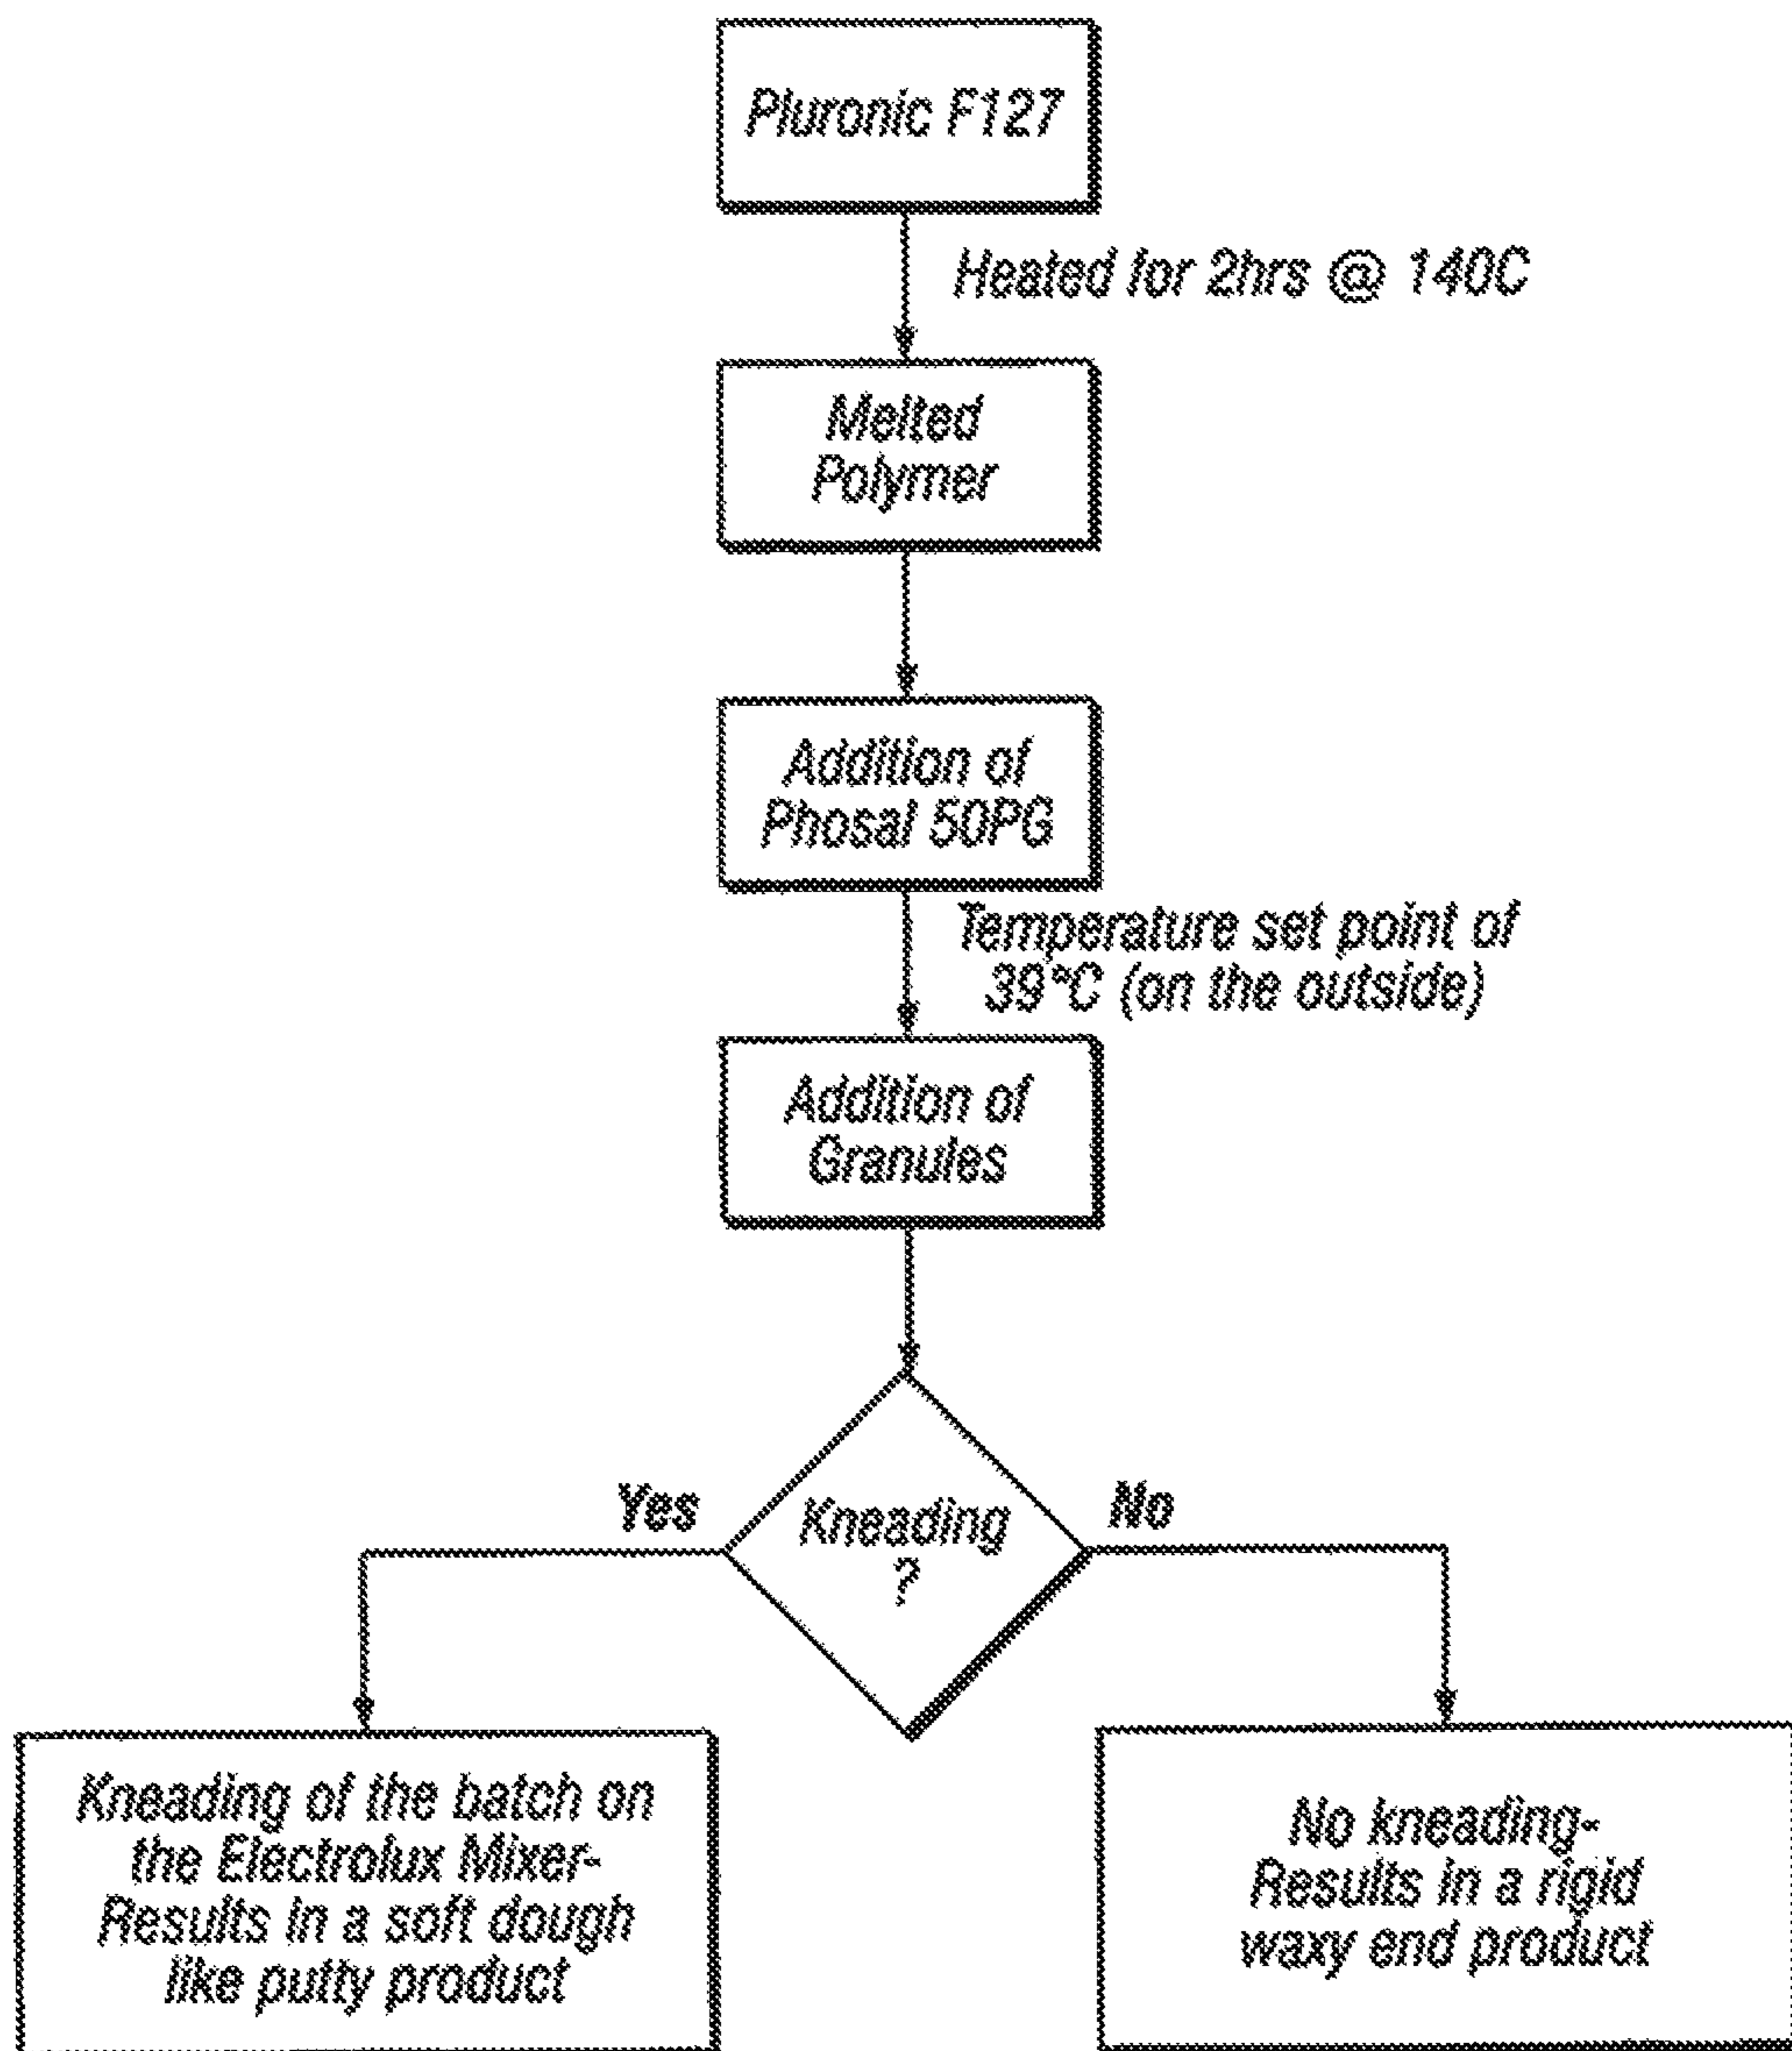 Pluronic F127
Heated for 2hrs @ 140C
Melted
Polymer
Addition of
Phosal 50PG
Temperature set point of
39°C (on the outside)
Addition of
Granules
Kneading
?
Yes
No
Kneading of the batch on
the Electrolux Mixer-
Results in a soft dough
like putty product
No kneading-
Results in a rigid
waxy end product